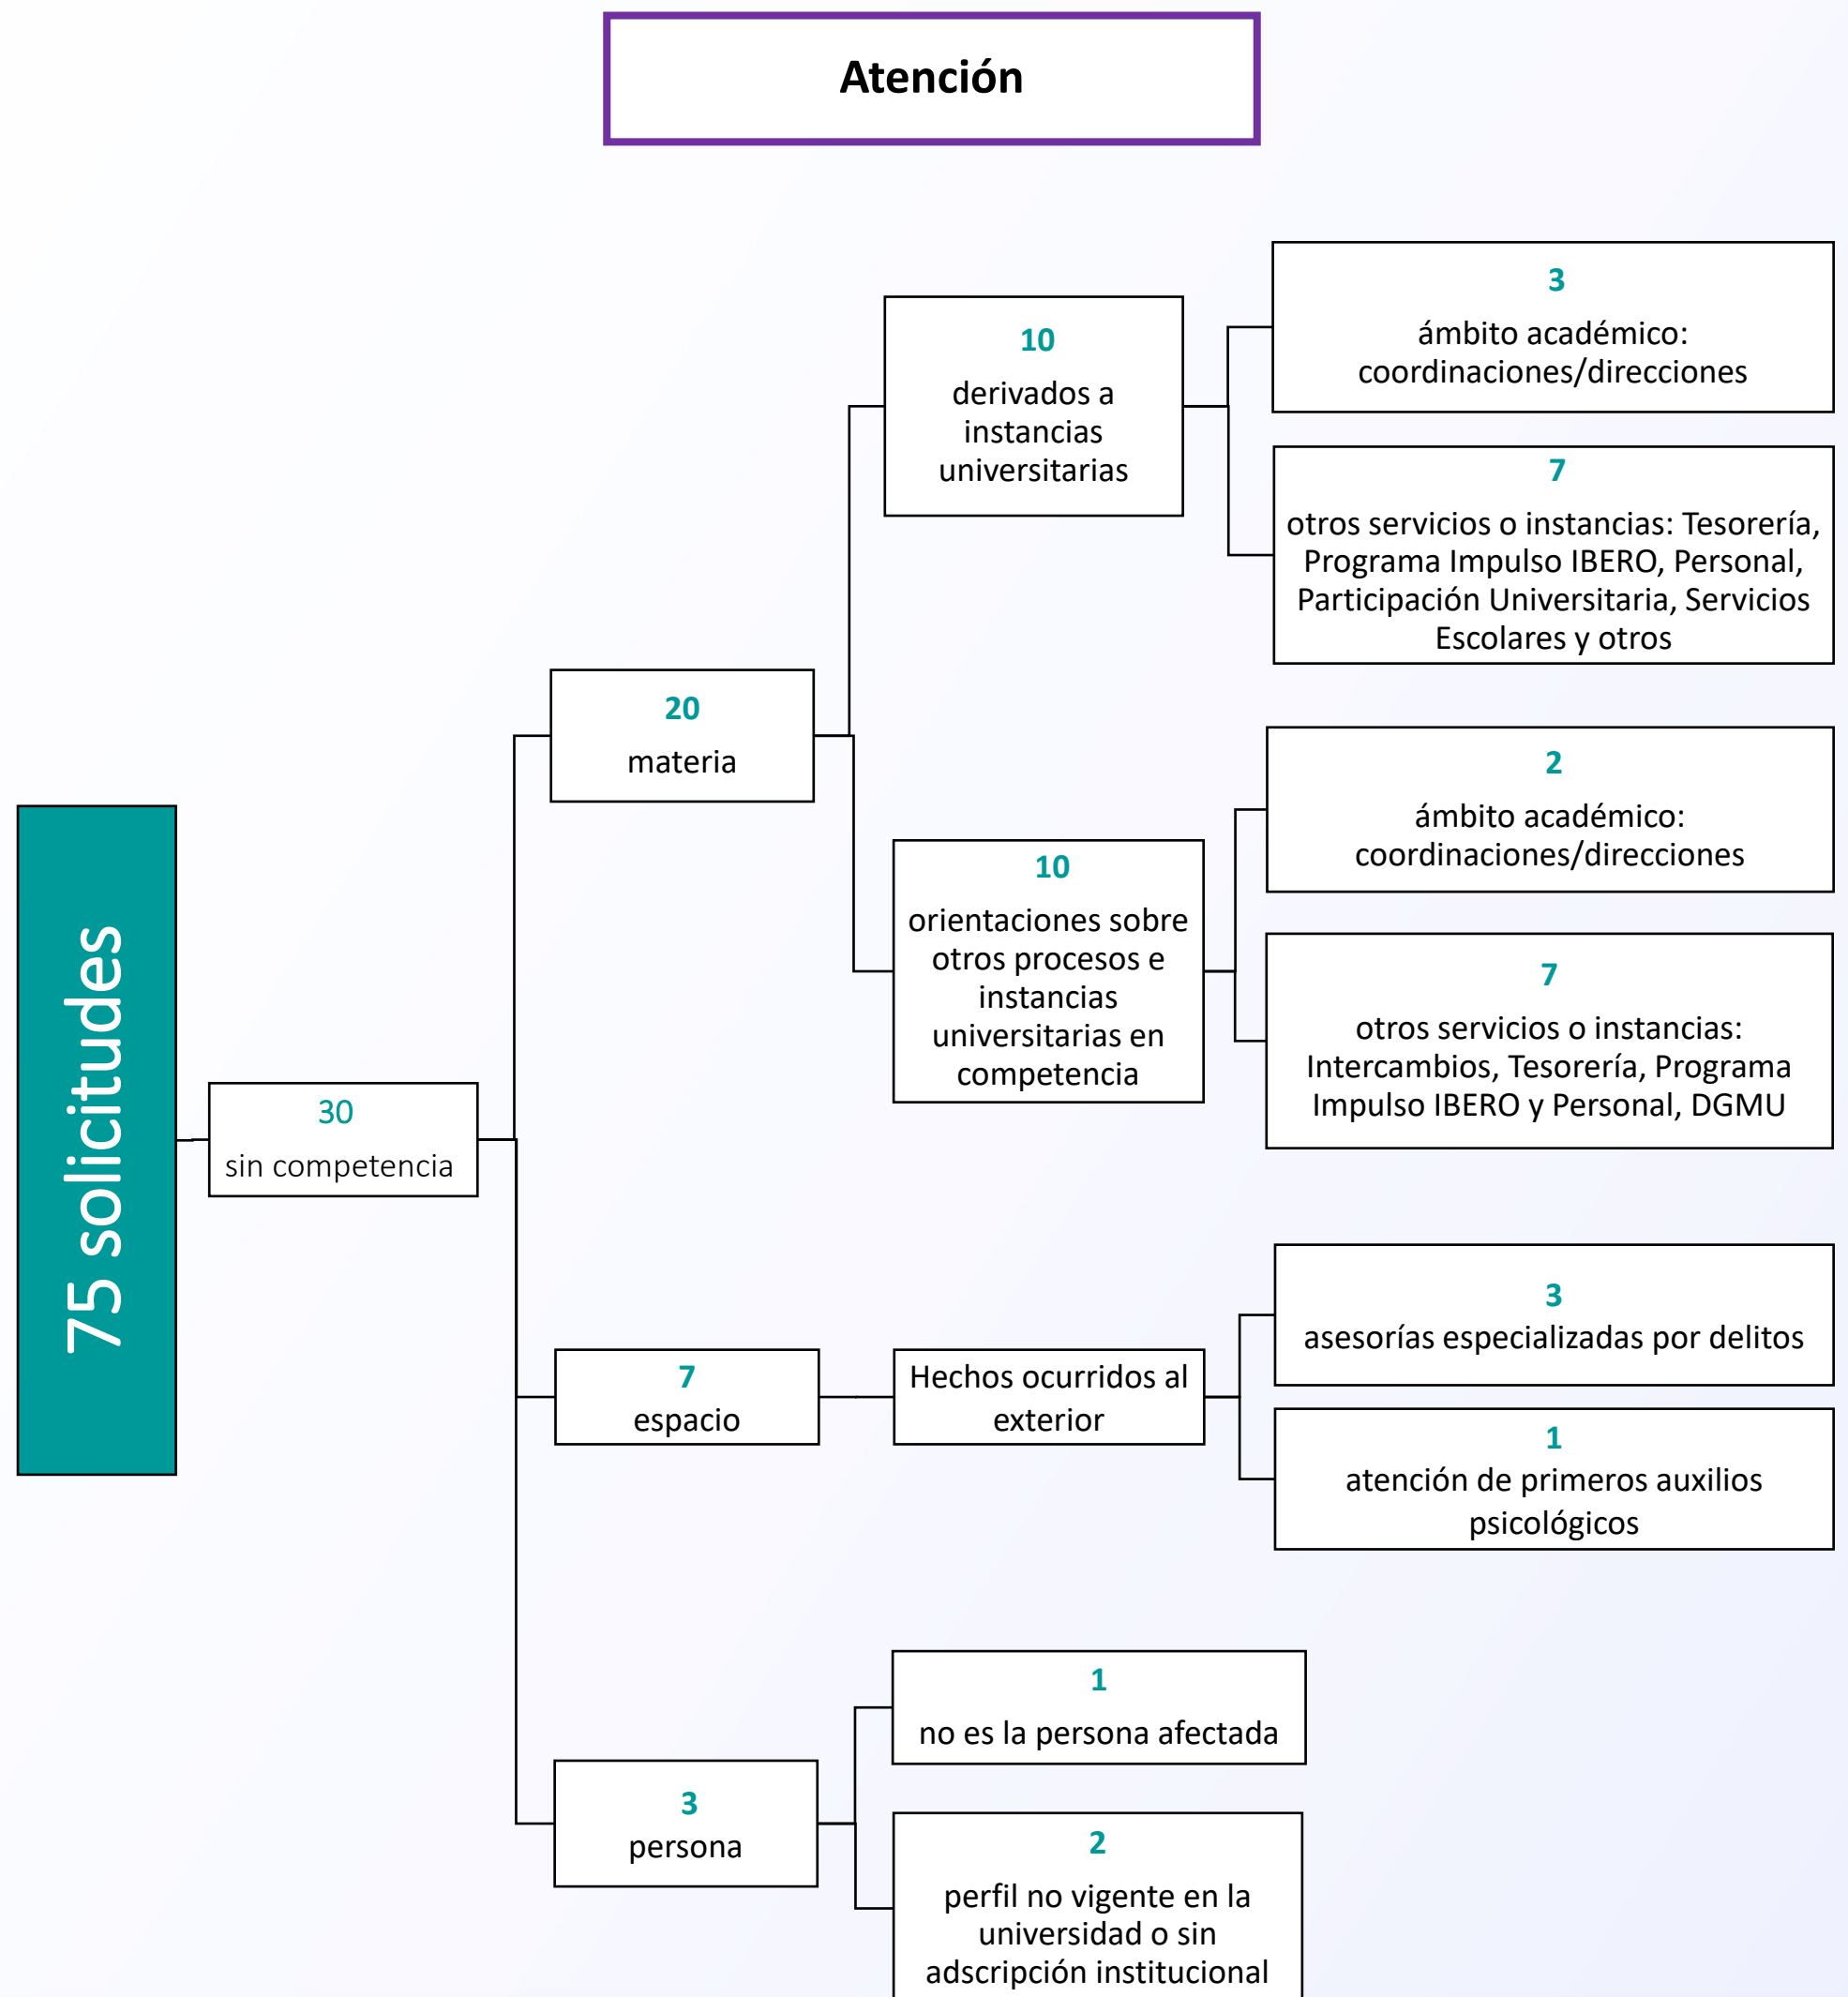 Atención
75 solicitudes
30
sin competencia
20
materia
10
derivados a
instancias
universitarias
3
ámbito académico:
coordinaciones/direcciones
7
otros servicios o instancias: Tesorería,
Programa Impulso IBERO, Personal,
Participación Universitaria, Servicios
Escolares y otros
10
orientaciones sobre
otros procesos e
instancias
universitarias en
competencia
2
ámbito académico:
coordinaciones/direcciones
7
otros servicios o instancias:
Intercambios, Tesorería, Programa
Impulso IBERO y Personal, DGMU
7
espacio
Hechos ocurridos al
exterior
3
asesorías especializadas por delitos
1
atención de primeros auxilios
psicológicos
3
persona
1
no es la persona afectada
2
perfil no vigente en la
universidad o sin
adscripción institucional